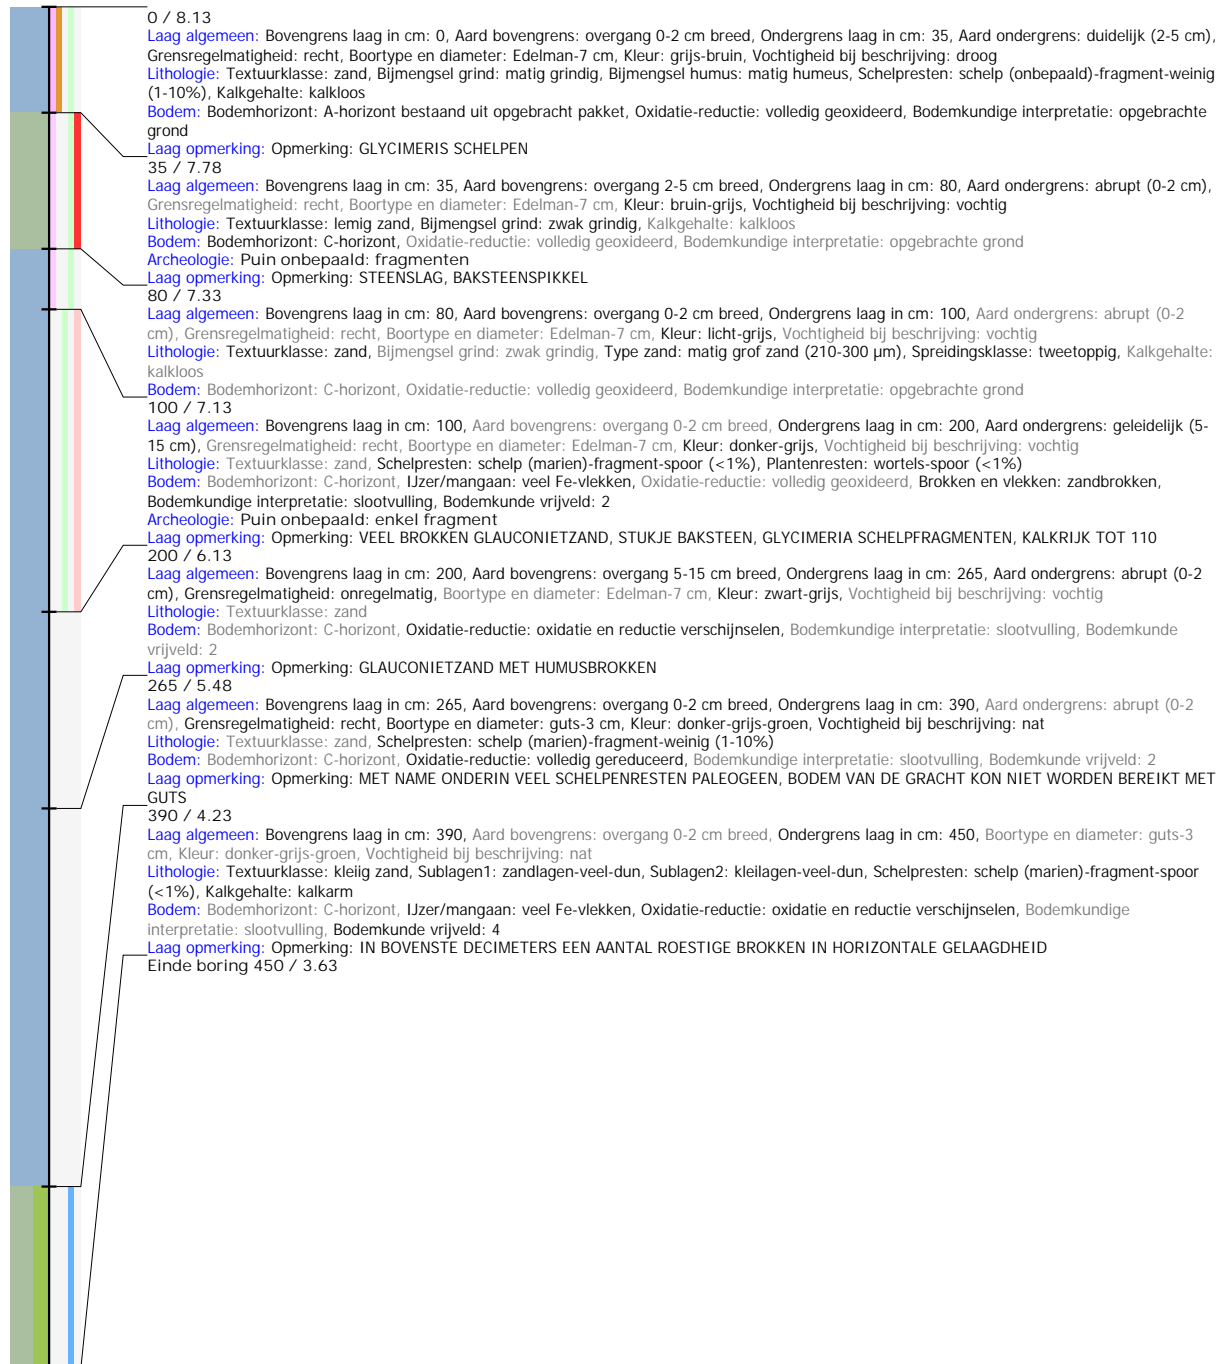 0 / 8.13
Laag algemeen: Bovengrens laag in cm: 0, Aard bovengrens: overgang 0-2 cm breed, Ondergrens laag in cm: 35, Aard ondergrens: duidelijk (2-5 cm),
Grensregelmatigheid: recht, Boortype en diameter: Edelman-7 cm, Kleur: grijs-bruin, Vochtigheid bij beschrijving: droog
Lithologie: Textuurklasse: zand, Bijmengsel grind: matig grindig, Bijmengsel humus: matig humeus, Schelpresten: schelp (onbepaald)-fragment-weinig
(1-10%), Kalkgehalte: kalkloos
Bodem: Bodemhorizont: A-horizont bestaand uit opgebracht pakket, Oxidatie-reductie: volledig geoxideerd, Bodemkundige interpretatie: opgebrachte
grond
Laag opmerking: Opmerking: GLYCIMERIS SCHELPEN
35 / 7.78
Laag algemeen: Bovengrens laag in cm: 35, Aard bovengrens: overgang 2-5 cm breed, Ondergrens laag in cm: 80, Aard ondergrens: abrupt (0-2 cm),
Grensregelmatigheid: recht, Boortype en diameter: Edelman-7 cm, Kleur: bruin-grijs, Vochtigheid bij beschrijving: vochtig
Lithologie: Textuurklasse: lemig zand, Bijmengsel grind: zwak grindig, Kalkgehalte: kalkloos
Bodem: Bodemhorizont: C-horizont, Oxidatie-reductie: volledig geoxideerd, Bodemkundige interpretatie: opgebrachte grond
Archeologie: Puin onbepaald: fragmenten
Laag opmerking: Opmerking: STEENSLAG, BAKSTEENSPIKKEL
80 / 7.33
Laag algemeen: Bovengrens laag in cm: 80, Aard bovengrens: overgang 0-2 cm breed, Ondergrens laag in cm: 100, Aard ondergrens: abrupt (0-2
cm), Grensregelmatigheid: recht, Boortype en diameter: Edelman-7 cm, Kleur: licht-grijs, Vochtigheid bij beschrijving: vochtig
Lithologie: Textuurklasse: zand, Bijmengsel grind: zwak grindig, Type zand: matig grof zand (210-300 µm), Spreidingsklasse: tweetoppig, Kalkgehalte:
kalkloos
Bodem: Bodemhorizont: C-horizont, Oxidatie-reductie: volledig geoxideerd, Bodemkundige interpretatie: opgebrachte grond
100 / 7.13
Laag algemeen: Bovengrens laag in cm: 100, Aard bovengrens: overgang 0-2 cm breed, Ondergrens laag in cm: 200, Aard ondergrens: geleidelijk (5-
15 cm), Grensregelmatigheid: recht, Boortype en diameter: Edelman-7 cm, Kleur: donker-grijs, Vochtigheid bij beschrijving: vochtig
Lithologie: Textuurklasse: zand, Schelpresten: schelp (marien)-fragment-spoor (<1%), Plantenresten: wortels-spoor (<1%)
Bodem: Bodemhorizont: C-horizont, IJzer/mangaan: veel Fe-vlekken, Oxidatie-reductie: volledig geoxideerd, Brokken en vlekken: zandbrokken,
Bodemkundige interpretatie: slootvulling, Bodemkunde vrijveld: 2
Archeologie: Puin onbepaald: enkel fragment
Laag opmerking: Opmerking: VEEL BROKKEN GLAUCONIETZAND, STUKJE BAKSTEEN, GLYCIMERIA SCHELPFRAGMENTEN, KALKRIJK TOT 110
200 / 6.13
Laag algemeen: Bovengrens laag in cm: 200, Aard bovengrens: overgang 5-15 cm breed, Ondergrens laag in cm: 265, Aard ondergrens: abrupt (0-2
cm), Grensregelmatigheid: onregelmatig, Boortype en diameter: Edelman-7 cm, Kleur: zwart-grijs, Vochtigheid bij beschrijving: vochtig
Lithologie: Textuurklasse: zand
Bodem: Bodemhorizont: C-horizont, Oxidatie-reductie: oxidatie en reductie verschijnselen, Bodemkundige interpretatie: slootvulling, Bodemkunde
vrijveld: 2
Laag opmerking: Opmerking: GLAUCONIETZAND MET HUMUSBROKKEN
265 / 5.48
Laag algemeen: Bovengrens laag in cm: 265, Aard bovengrens: overgang 0-2 cm breed, Ondergrens laag in cm: 390, Aard ondergrens: abrupt (0-2
cm), Grensregelmatigheid: recht, Boortype en diameter: guts-3 cm, Kleur: donker-grijs-groen, Vochtigheid bij beschrijving: nat
Lithologie: Textuurklasse: zand, Schelpresten: schelp (marien)-fragment-weinig (1-10%)
Bodem: Bodemhorizont: C-horizont, Oxidatie-reductie: volledig gereduceerd, Bodemkundige interpretatie: slootvulling, Bodemkunde vrijveld: 2
Laag opmerking: Opmerking: MET NAME ONDERIN VEEL SCHELPENRESTEN PALEOGEEN, BODEM VAN DE GRACHT KON NIET WORDEN BEREIKT MET
GUTS
390 / 4.23
Laag algemeen: Bovengrens laag in cm: 390, Aard bovengrens: overgang 0-2 cm breed, Ondergrens laag in cm: 450, Boortype en diameter: guts-3
cm, Kleur: donker-grijs-groen, Vochtigheid bij beschrijving: nat
Lithologie: Textuurklasse: kleiig zand, Sublagen1: zandlagen-veel-dun, Sublagen2: kleilagen-veel-dun, Schelpresten: schelp (marien)-fragment-spoor
(<1%), Kalkgehalte: kalkarm
Bodem: Bodemhorizont: C-horizont, IJzer/mangaan: veel Fe-vlekken, Oxidatie-reductie: oxidatie en reductie verschijnselen, Bodemkundige
interpretatie: slootvulling, Bodemkunde vrijveld: 4
Laag opmerking: Opmerking: IN BOVENSTE DECIMETERS EEN AANTAL ROESTIGE BROKKEN IN HORIZONTALE GELAAGDHEID
Einde boring 450 / 3.63